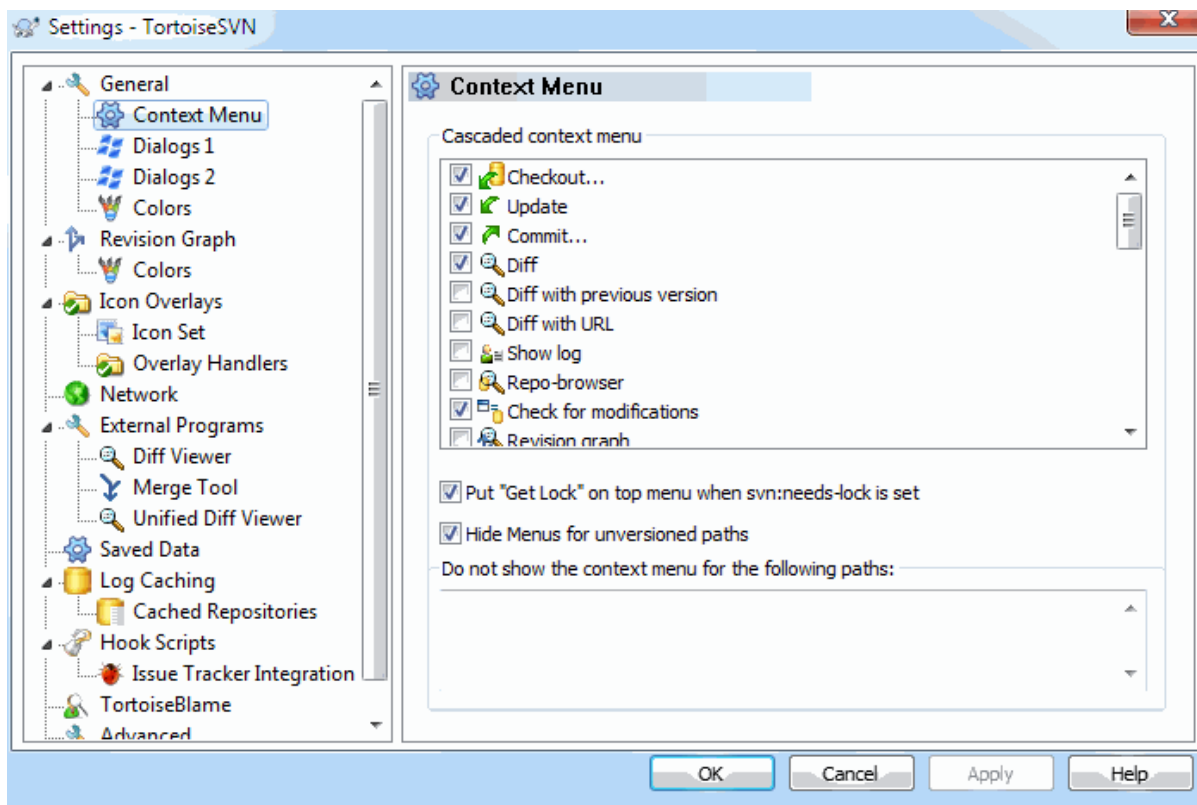 Settings - TortoiseSVN
General
Context Menu
Dialogs 1
Dialogs 2
Colors
Revision Graph
Colors
Icon Overlays
Icon Set
Overlay Handlers
Network
External Programs
Diff Viewer
Merge Tool
Unified Diff Viewer
Saved Data
Log Caching
Cached Repositories
Hook Scripts
Issue Tracker Integration
TortoiseBlame
Advanced
Context Menu
Cascaded context menu
Checkout...
Update
Commit...
Diff
Diff with previous version
Diff with URL
Show log
Repo-browser
Check for modifications
Revision graph
Put "Get Lock" on top menu when svn:needs-lock is set
Hide Menus for unversioned paths
Do not show the context menu for the following paths:
OK
Cancel
Apply
Help